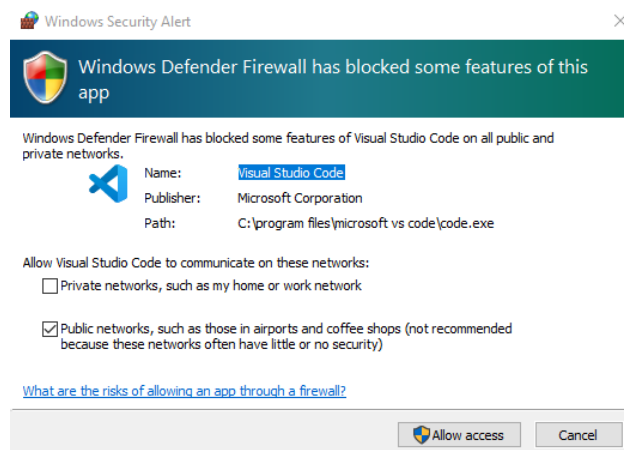 Windows Security Alert
Windows Defender Firewall has blocked some features of this
app
Windows Defender Firewall has blocked some features of Visual Studio Code on all public and
private networks.
Name: Visual Studio Code
Publisher: Microsoft Corporation
Path: C:\program files\microsoft vs code\code.exe
Allow Visual Studio Code to communicate on these networks:
Private networks, such as my home or work network
Public networks, such as those in airports and coffee shops (not recommended
because these networks often have little or no security)
What are the risks of allowing an app through a firewall?
Allow access Cancel